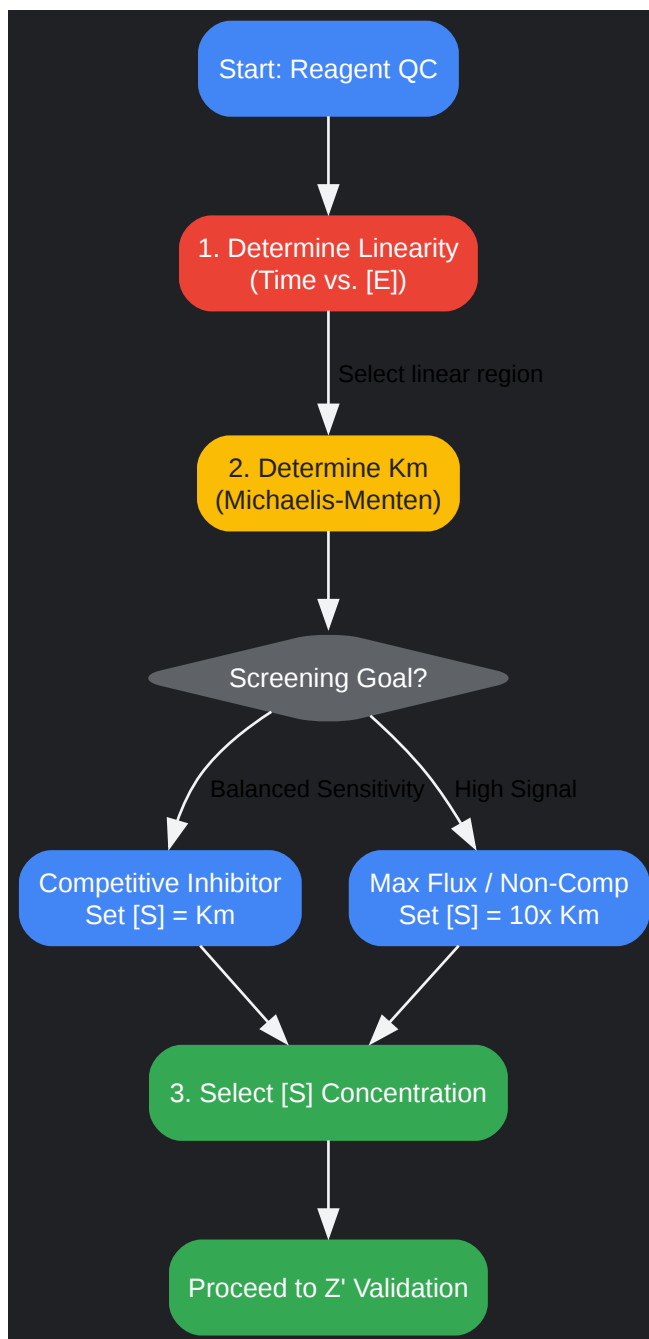 Start: Reagent QC
1. Determine Linearity
(Time vs. [E])
Select linear region
2. Determine Km
(Michaelis-Menten)
Screening Goal?
Balanced Sensitivity
High Signal
Competitive Inhibitor
Set [S] = Km
Max Flux / Non-Comp
Set [S] = 10x Km
3. Select [S] Concentration
Proceed to Z' Validation